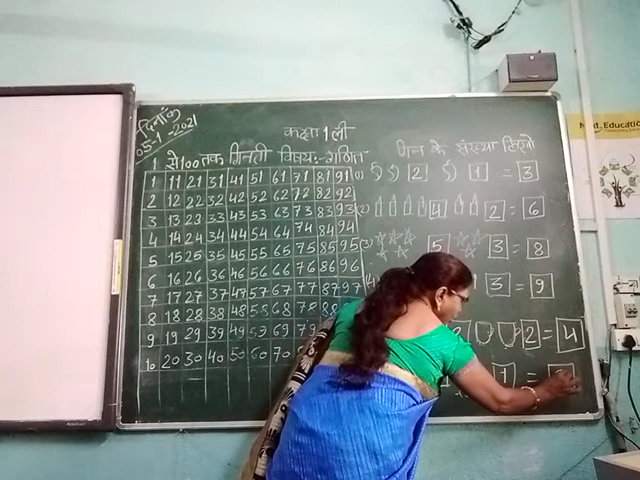 दिनांक
05-1-2021
कक्षा 1ली
1 से 100 तक गिनती विषय:- गणित
गिन के संख्या लिखो
1 11 21 31 41 51 61 71 81 91
2 12 22 32 42 52 62 72 82 92
3 13 23 33 43 53 63 73 83 93
4 14 24 34 44 54 64 74 84 94
5 15 25 35 45 55 65 75 85 95
6 16 26 36 46 56 66 76 86 96
7 17 27 37 47 57 67 77 87 97
8 18 28 38 48 58 68 78 88
9 19 29 39 49 59 69 79
10 20 30 40 50 60 70
(1) 2 1 = 3
(2) 4 2 = 6
(3) 5 3 = 8
3 = 9
2 = 4
1 =
Education